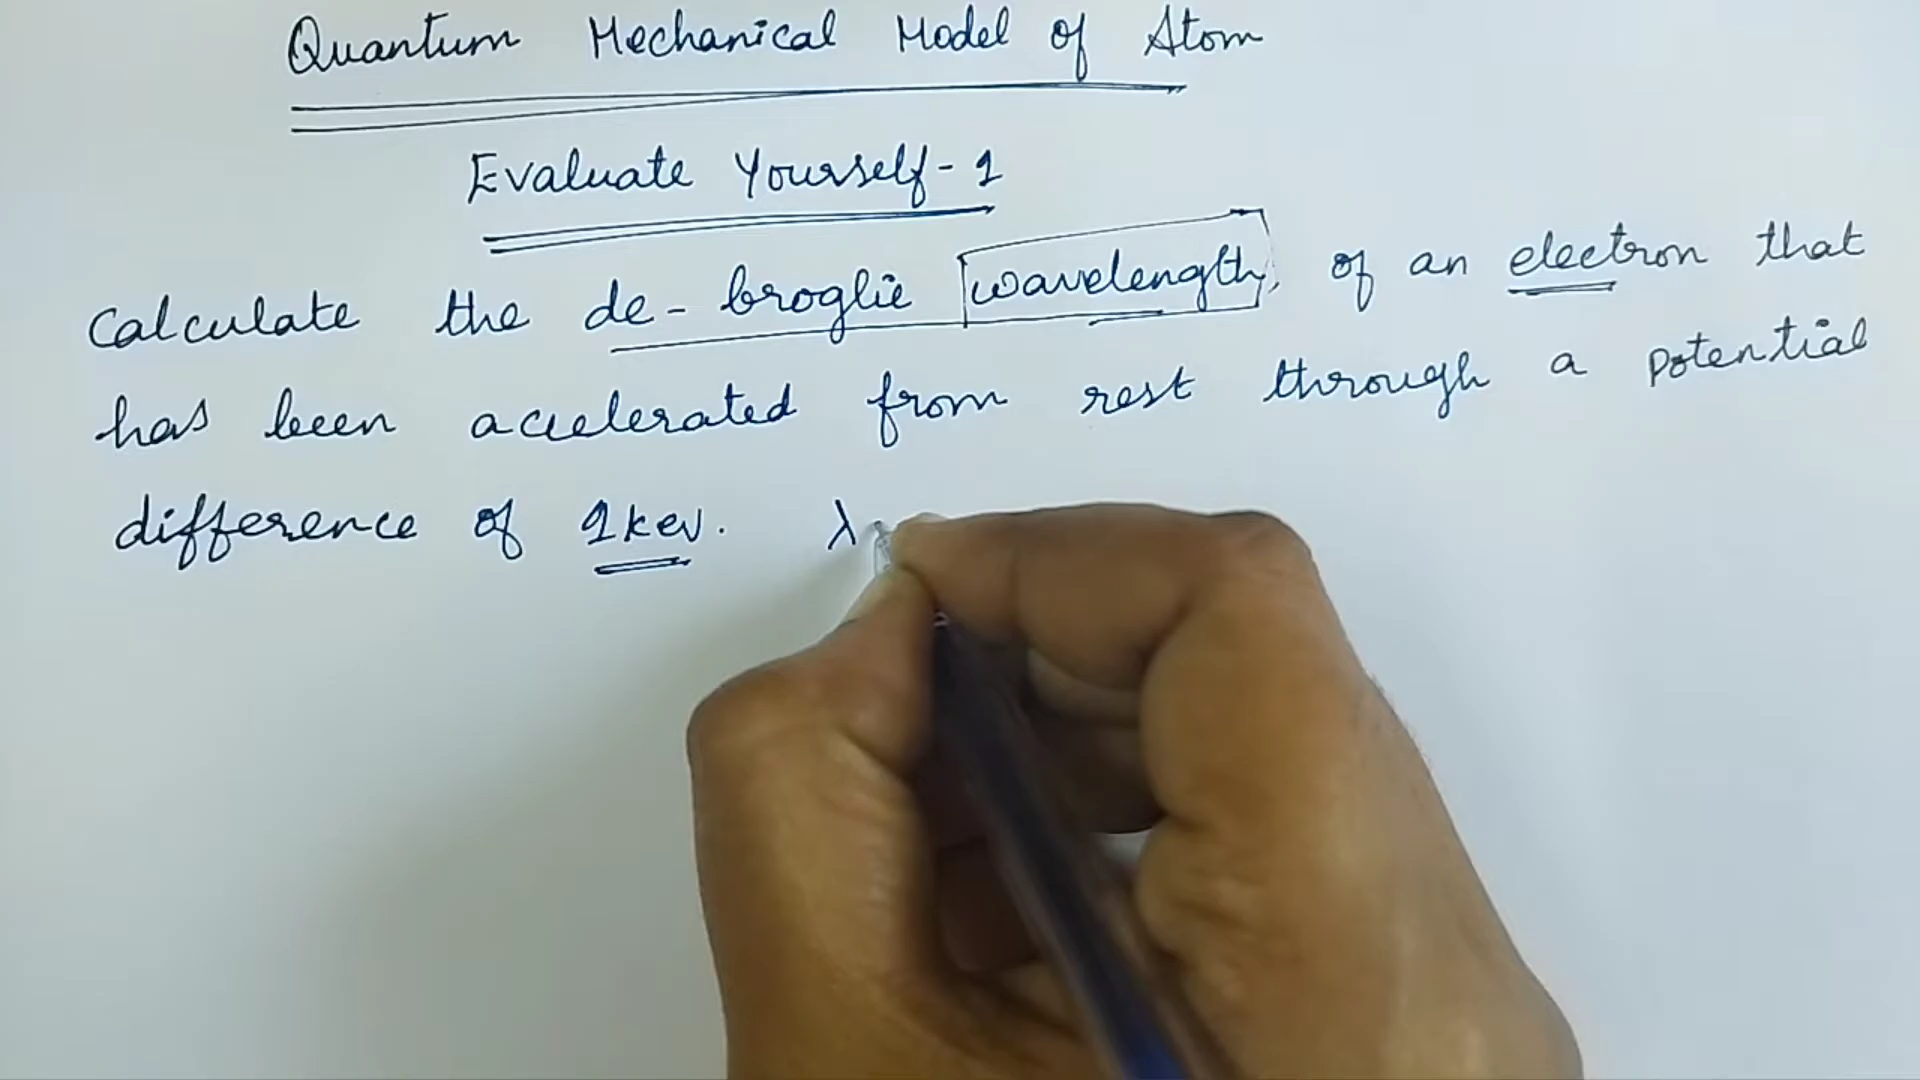 Quantum Mechanical Model of Atom
Evaluate Yourself-1
Calculate the de-broglie wavelength, of an electron that
has been accelerated from rest through a potential
difference of 1kev. λ